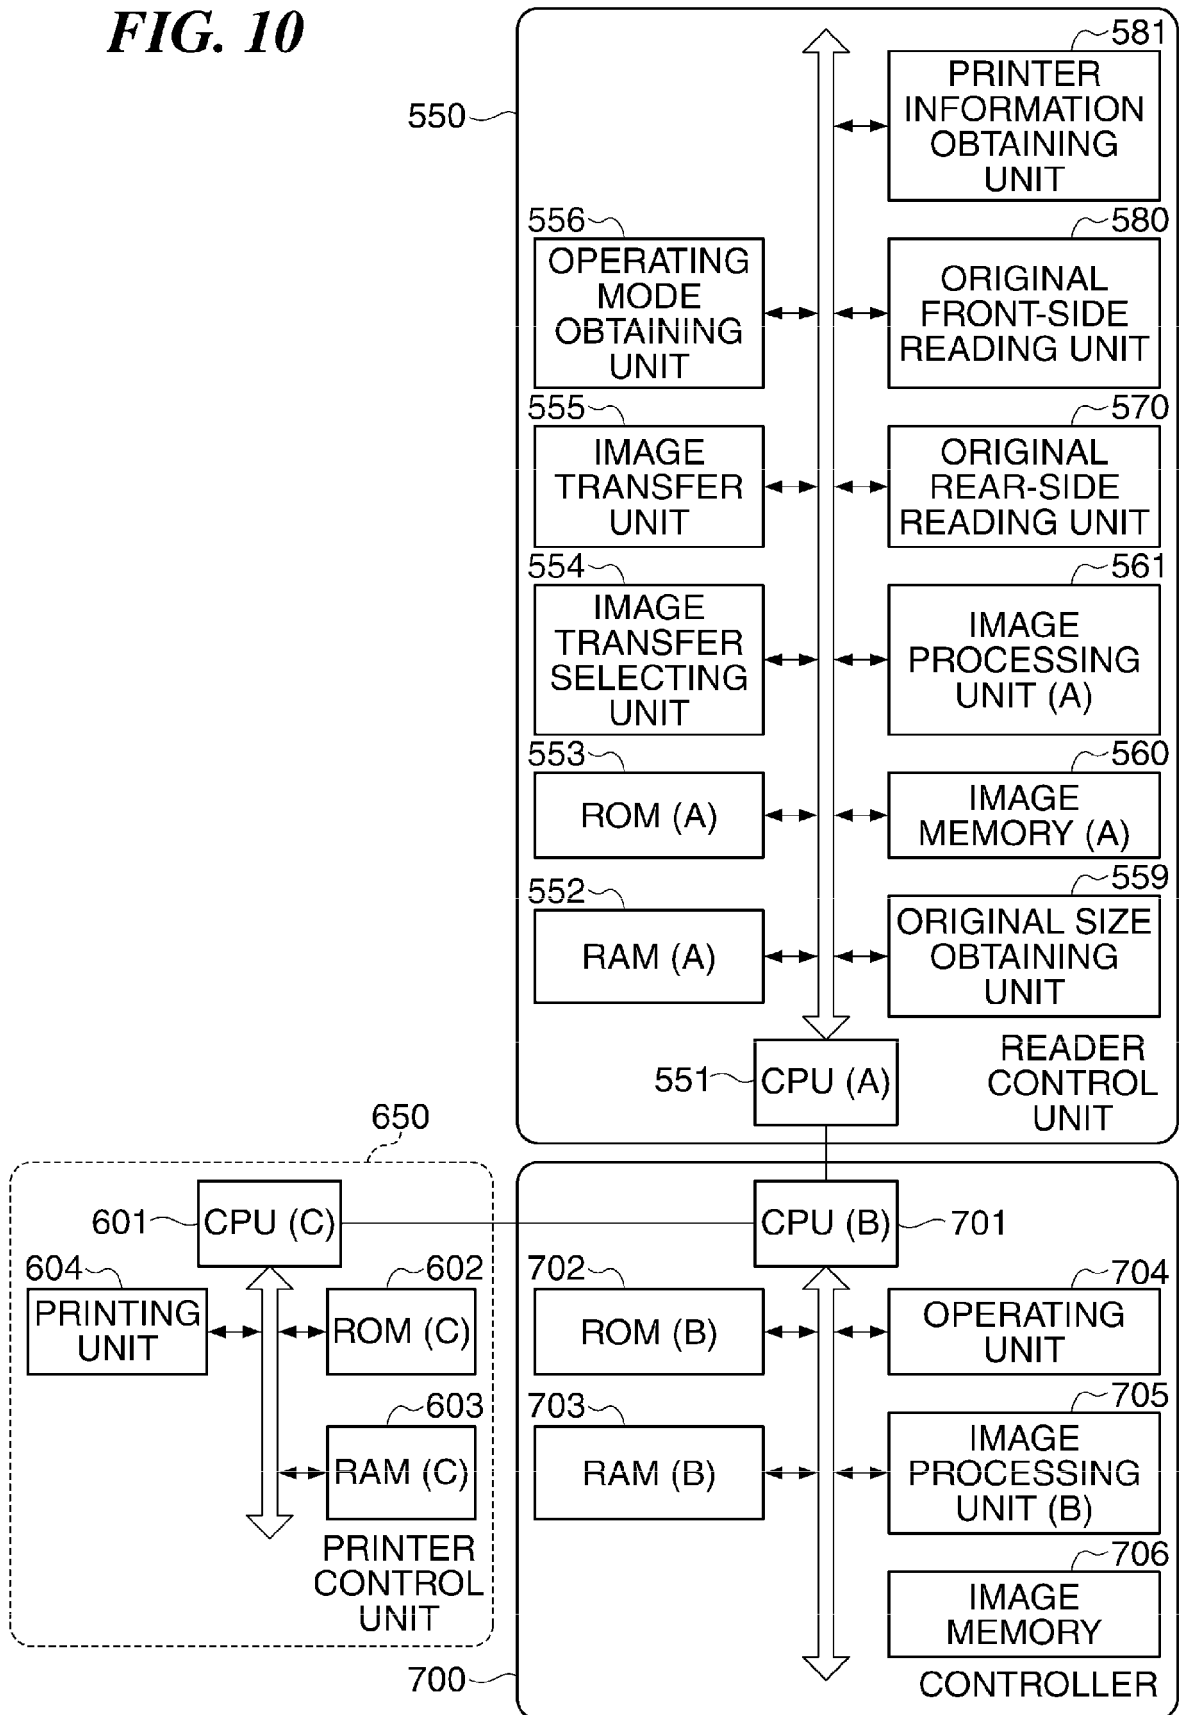 FIG. 10
550
581
PRINTER
INFORMATION
OBTAINING
UNIT
556
OPERATING
MODE
OBTAINING
UNIT
580
ORIGINAL
FRONT-SIDE
READING UNIT
555
IMAGE
TRANSFER
UNIT
570
ORIGINAL
REAR-SIDE
READING UNIT
554
IMAGE
TRANSFER
SELECTING
UNIT
561
IMAGE
PROCESSING
UNIT (A)
553
ROM (A)
560
IMAGE
MEMORY (A)
552
RAM (A)
559
ORIGINAL SIZE
OBTAINING
UNIT
551
CPU (A)
READER
CONTROL
UNIT
650
601
CPU (C)
604
PRINTING
UNIT
602
ROM (C)
603
RAM (C)
PRINTER
CONTROL
UNIT
CPU (B)
701
702
ROM (B)
704
OPERATING
UNIT
703
RAM (B)
705
IMAGE
PROCESSING
UNIT (B)
706
IMAGE
MEMORY
700
CONTROLLER